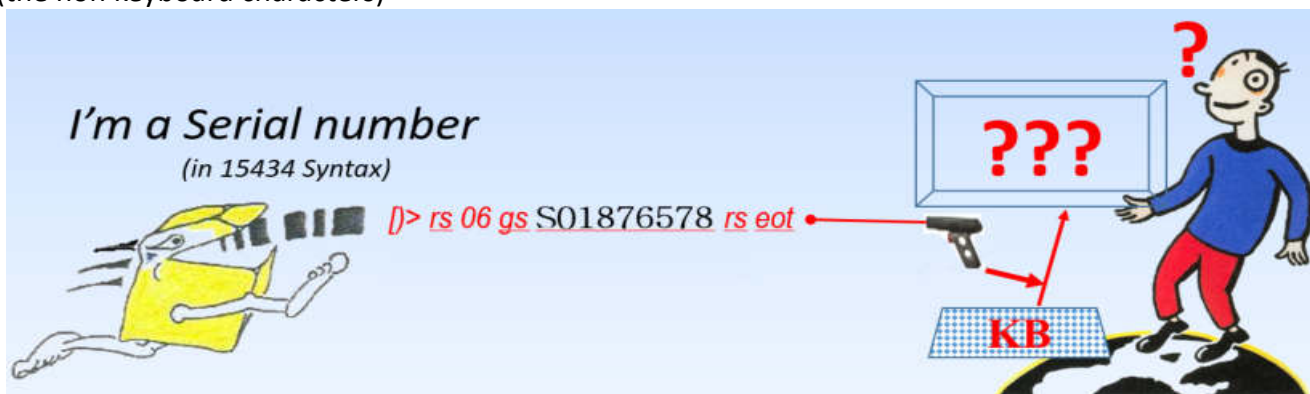 (the non keyboard characters)
?
I'm a Serial number
(in 15434 Syntax)
???
[)> rs 06 gs S01876578 rs eot
KB